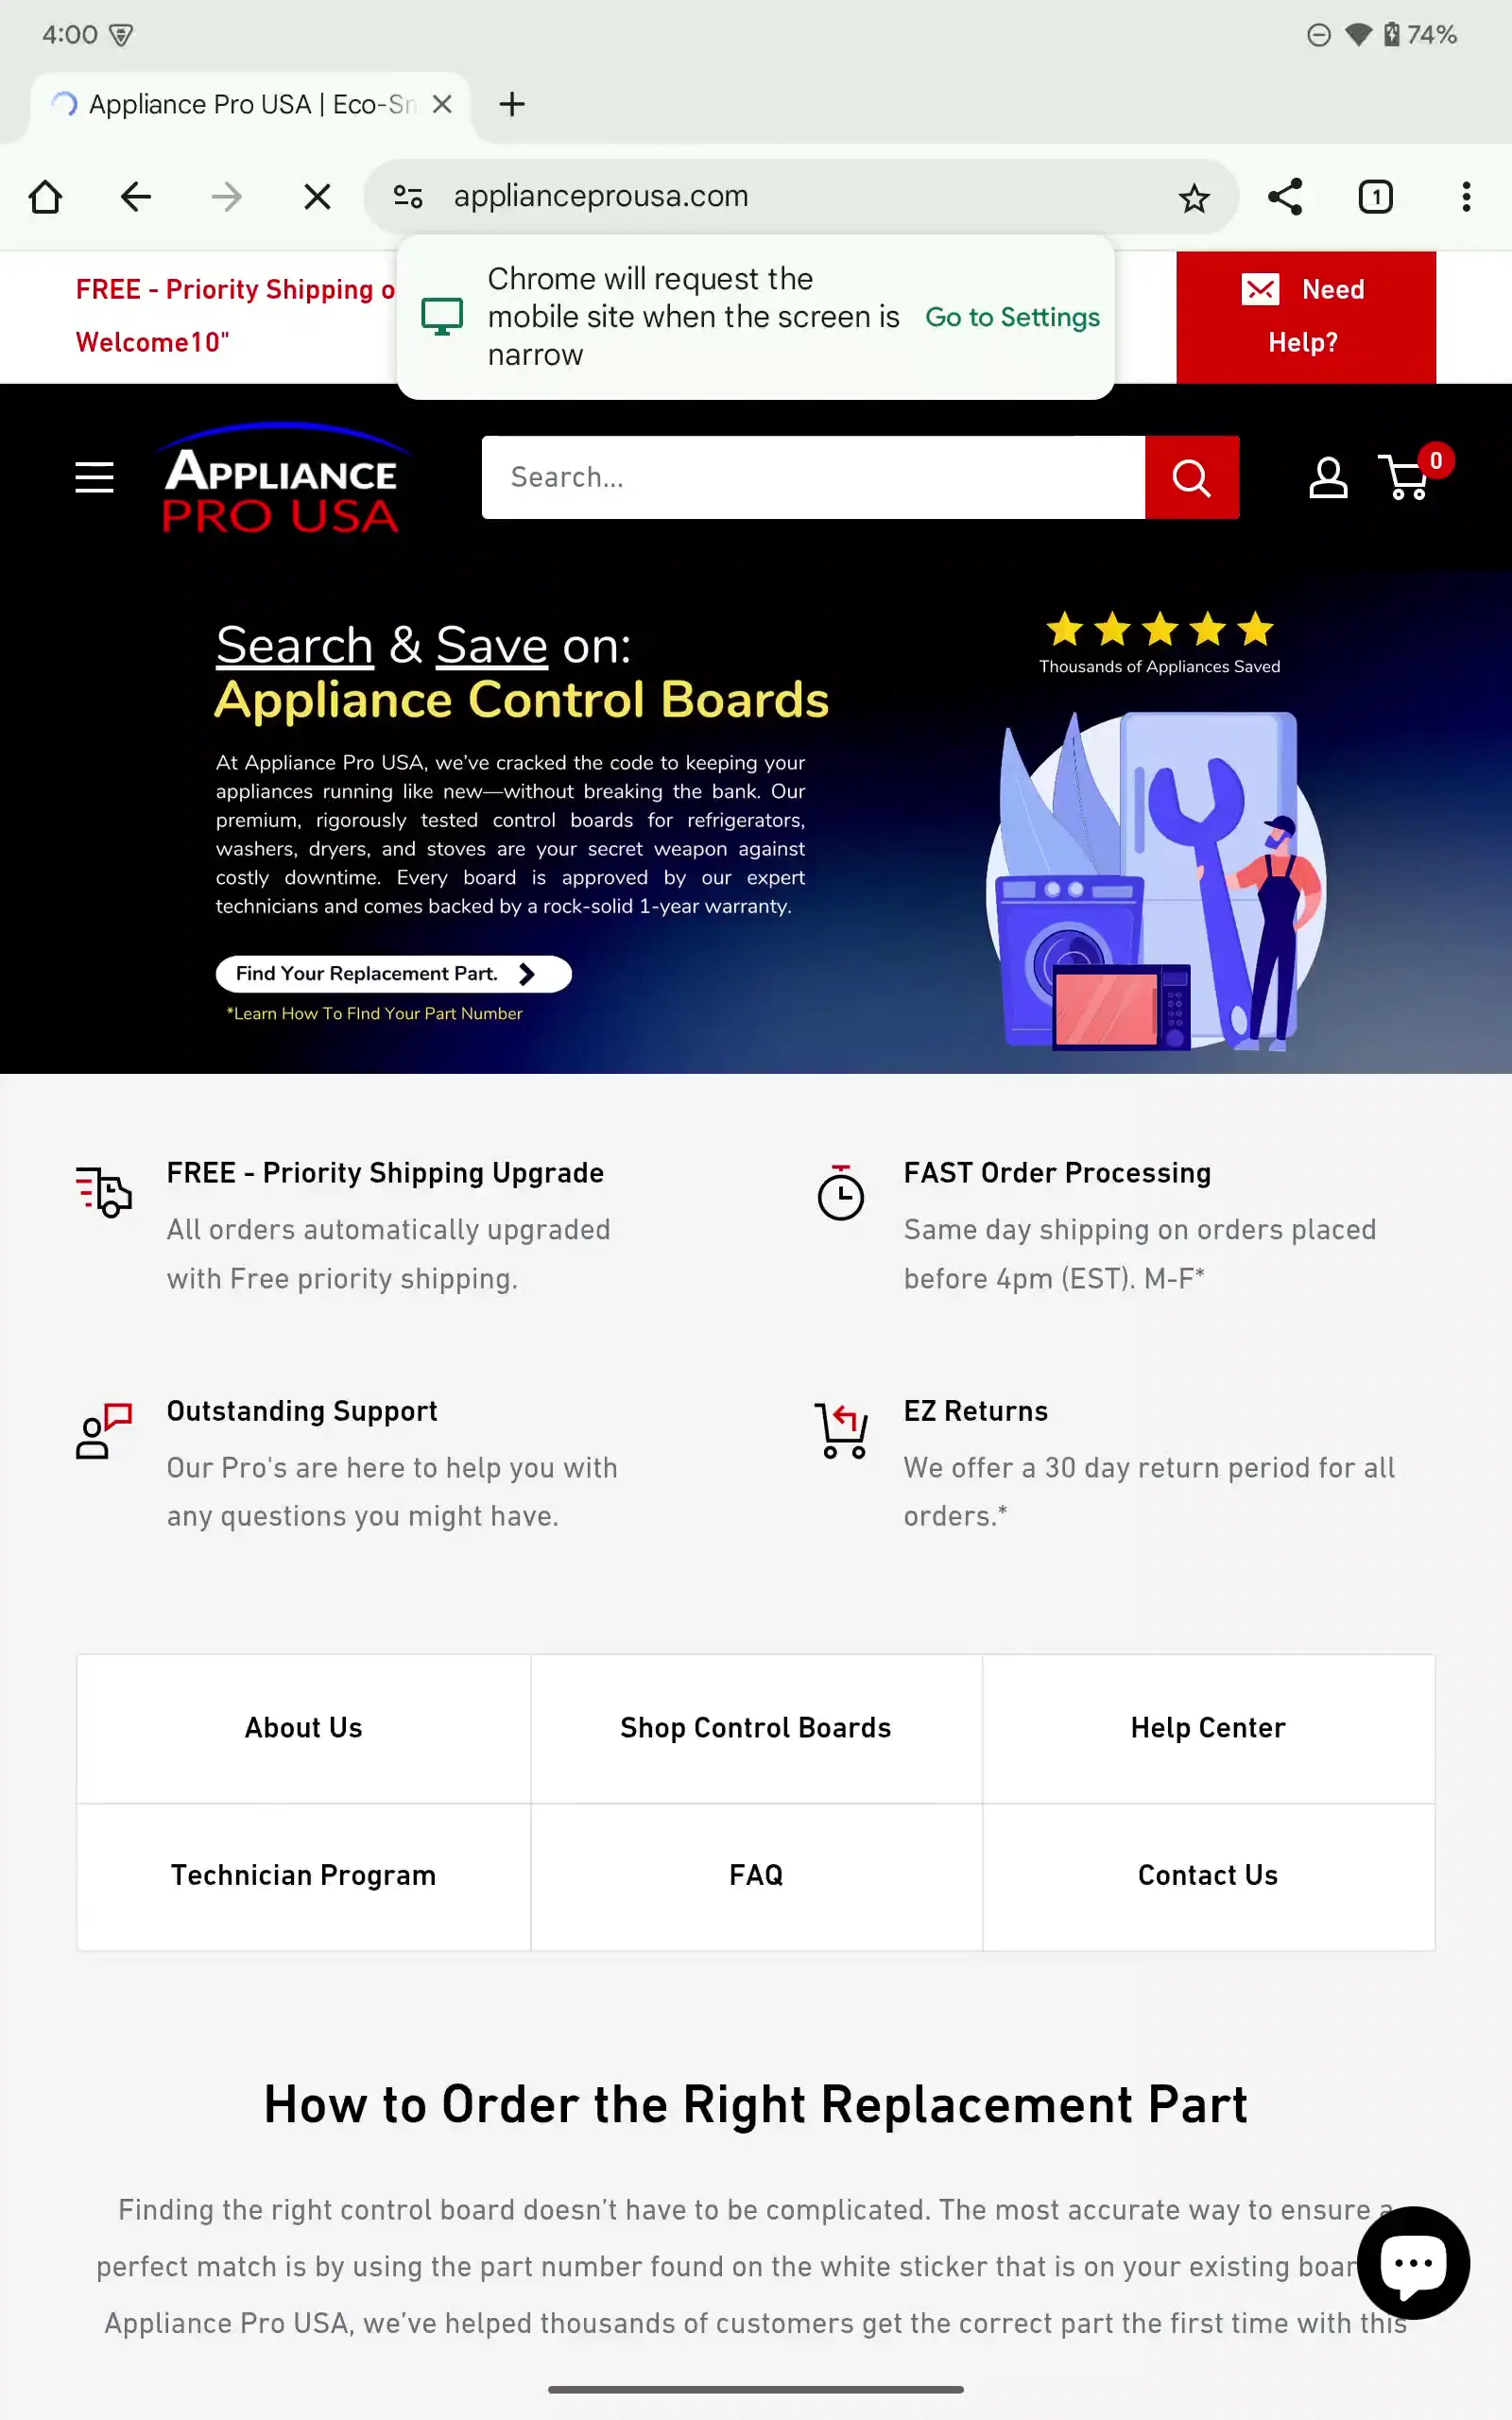 4:00
74%
Appliance Pro USA | Eco-Sm
applianceprousa.com
1
FREE - Priority Shipping o
Welcome10"
Chrome will request the
mobile site when the screen is
narrow
Go to Settings
Need
Help?
APPLIANCE
PRO USA
Search...
0
Search & Save on:
Appliance Control Boards
Thousands of Appliances Saved
At Appliance Pro USA, we've cracked the code to keeping your
appliances running like new—without breaking the bank. Our
premium, rigorously tested control boards for refrigerators,
washers, dryers, and stoves are your secret weapon against
costly downtime. Every board is approved by our expert
technicians and comes backed by a rock-solid 1-year warranty.
Find Your Replacement Part.
*Learn How To FInd Your Part Number
FREE - Priority Shipping Upgrade
All orders automatically upgraded
with Free priority shipping.
FAST Order Processing
Same day shipping on orders placed
before 4pm (EST). M-F*
Outstanding Support
Our Pro's are here to help you with
any questions you might have.
EZ Returns
We offer a 30 day return period for all
orders.*
About Us
Shop Control Boards
Help Center
Technician Program
FAQ
Contact Us
How to Order the Right Replacement Part
Finding the right control board doesn't have to be complicated. The most accurate way to ensure a
perfect match is by using the part number found on the white sticker that is on your existing boar
Appliance Pro USA, we've helped thousands of customers get the correct part the first time with this